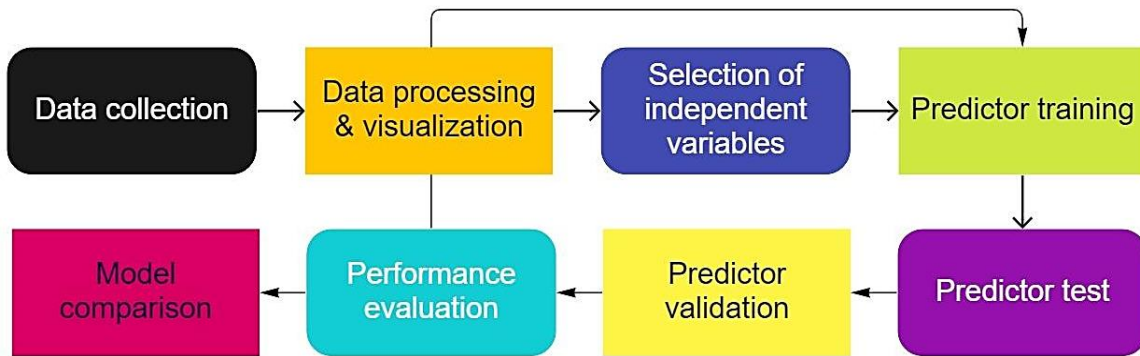 Data collection
Data processing
& visualization
Selection of
independent
variables
Predictor training
Model
comparison
Performance
evaluation
Predictor
validation
Predictor test